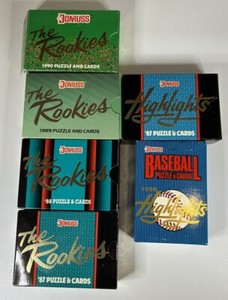 DONRUSS
The
Rookies
1990 PUZZLE AND CARDS
DONRUSS
The
Rookies
1989 PUZZLE AND CARDS
DONRUSS
The
Rookies
'88 PUZZLE & CARDS
DONRUSS
The
Rookies
'87 PUZZLE & CARDS
DONRUSS
Highlights
'87 PUZZLE & CARDS
DONRUSS
BASEBALL
PUZZLE & CARDS
Highlights